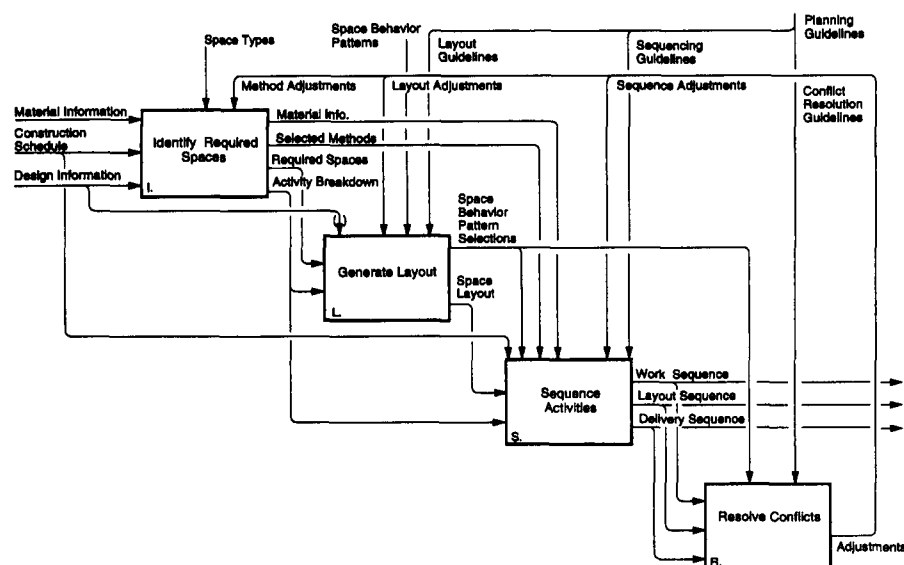 Planning
Guidelines
Space Types
Space Behavior
Patterns
Layout
Guidelines
Sequencing
Guidelines
Method Adjustments
Layout Adjustments
Sequence Adjustments
Conflict
Resolution
Guidelines
Material Information
Construction
Schedule
Design Information
Identify Required
Spaces
I.
Material Info.
Selected Methods
Required Spaces
Activity Breakdown
Space
Behavior
Pattern
Selections
Generate Layout
L.
Space
Layout
Sequence
Activities
S.
Work Sequence
Layout Sequence
Delivery Sequence
Resolve Conflicts
R.
Adjustments